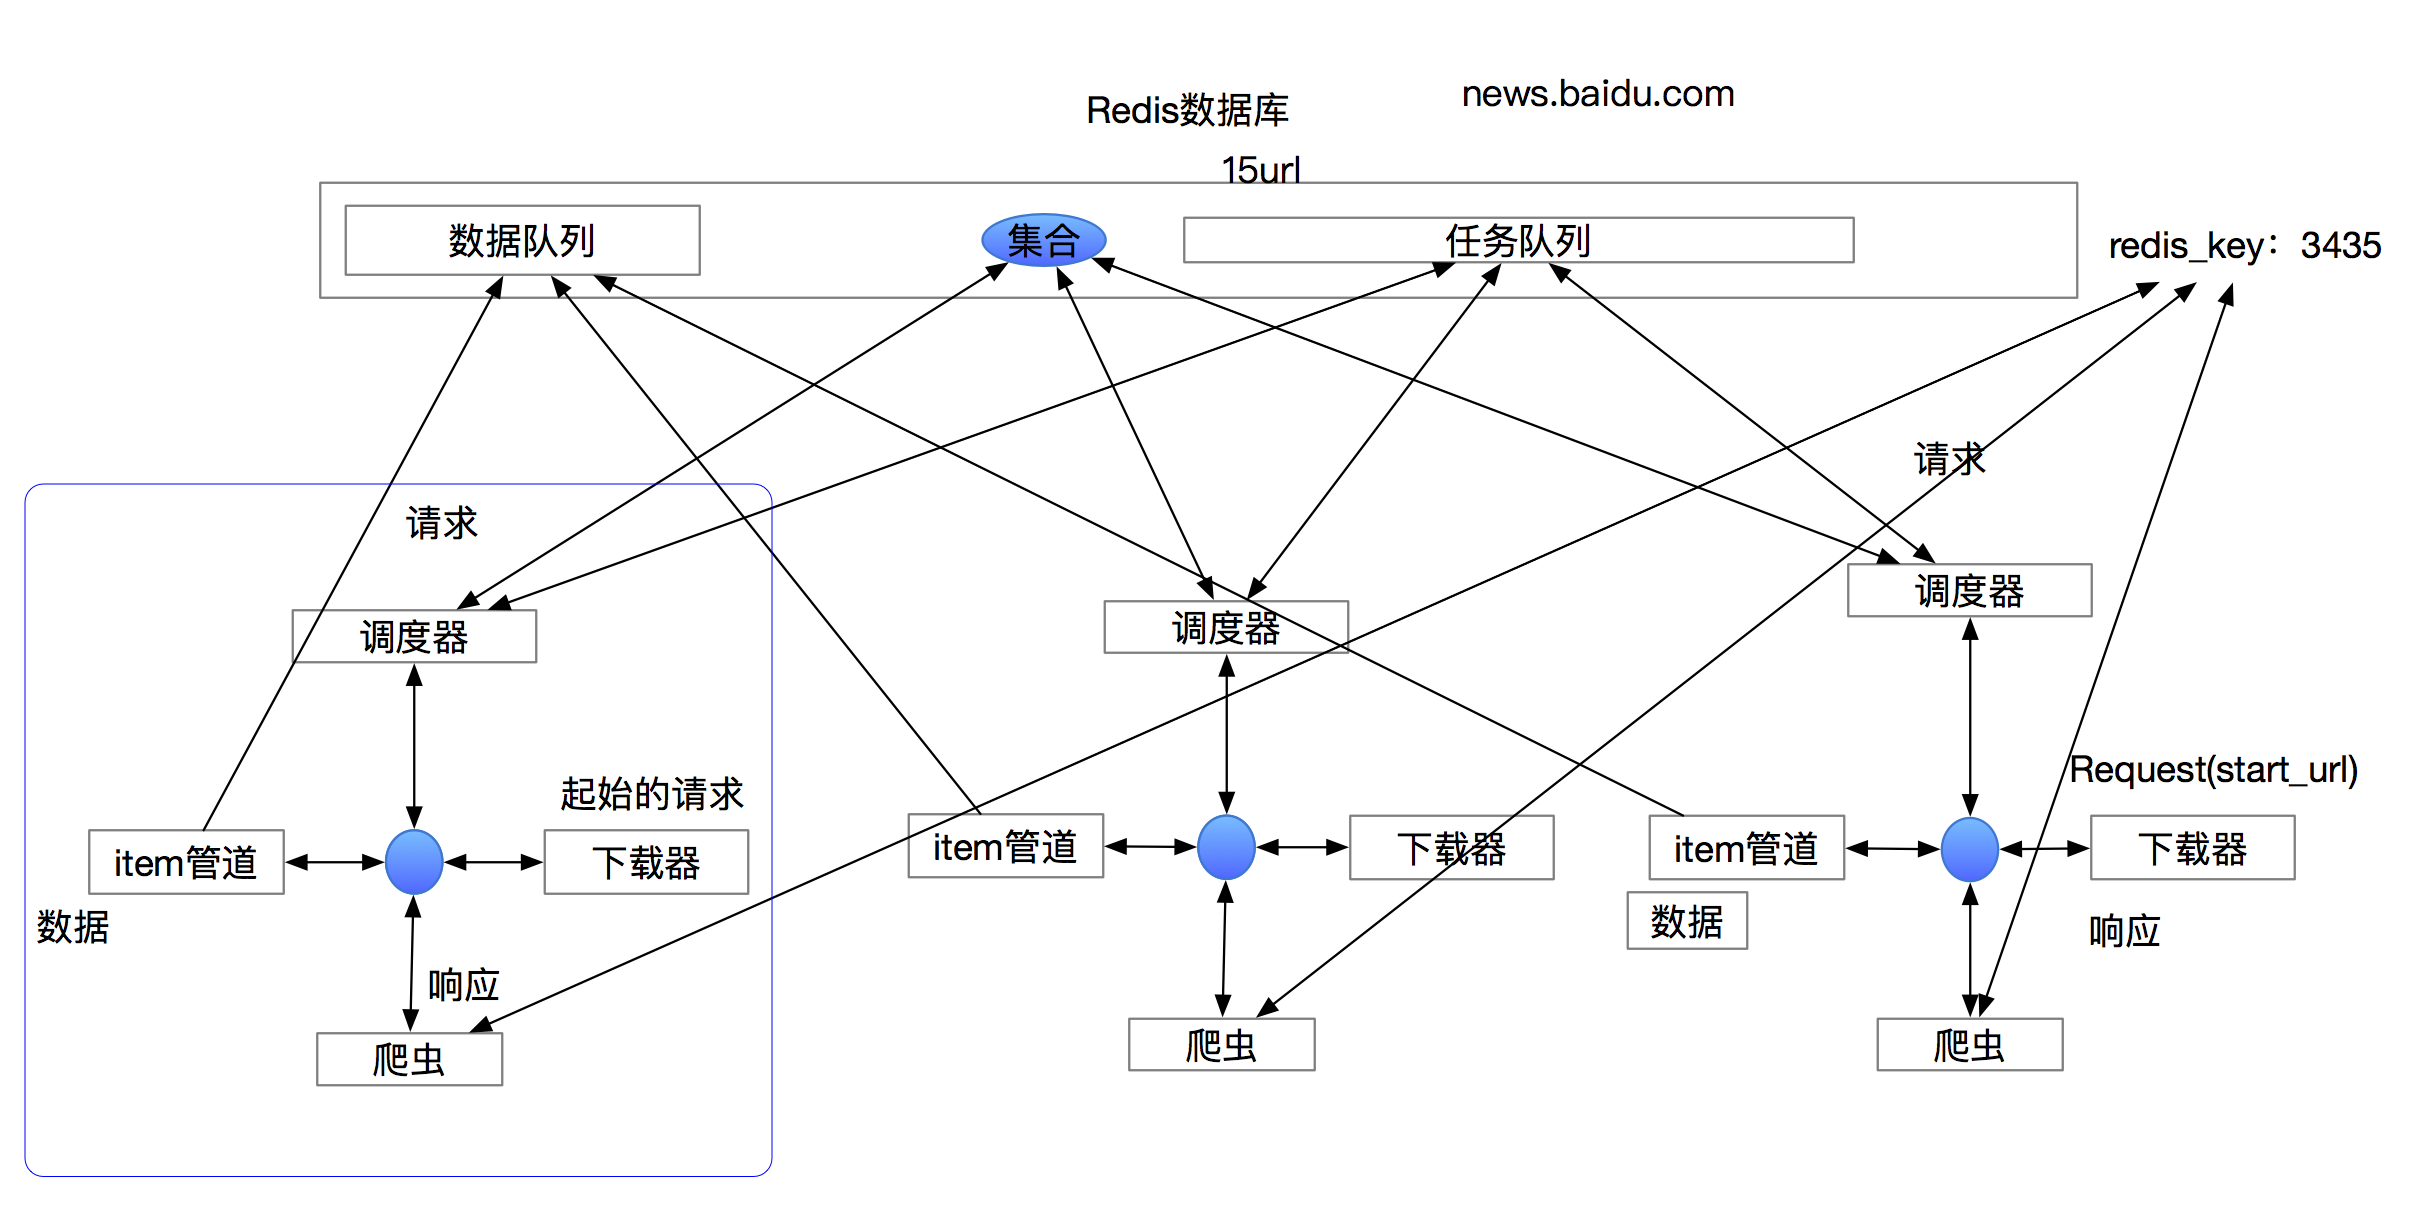 news.baidu.com
Redis数据库
15url
数据队列
集合
任务队列
redis_key：3435
请求
请求
调度器
调度器
调度器
起始的请求
Request(start_url)
item管道
下载器
item管道
下载器
item管道
下载器
数据
数据
响应
响应
爬虫
爬虫
爬虫